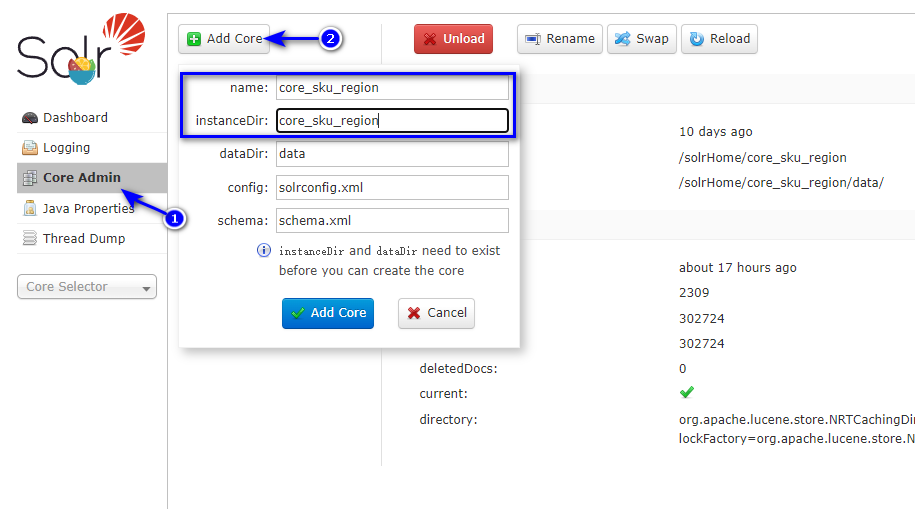 Solr
Dashboard
Logging
Core Admin
Java Properties
Thread Dump
Core Selector
1
Add Core
2
name: core_sku_region
instanceDir: core_sku_region
dataDir: data
config: solrconfig.xml
schema: schema.xml
instanceDir and dataDir need to exist
before you can create the core
Add Core Cancel
Unload Rename Swap Reload
10 days ago
/solrHome/core_sku_region
/solrHome/core_sku_region/data/
about 17 hours ago
2309
302724
302724
deletedDocs: 0
current:
directory: org.apache.lucene.store.NRTCachingDir
lockFactory=org.apache.lucene.store.N